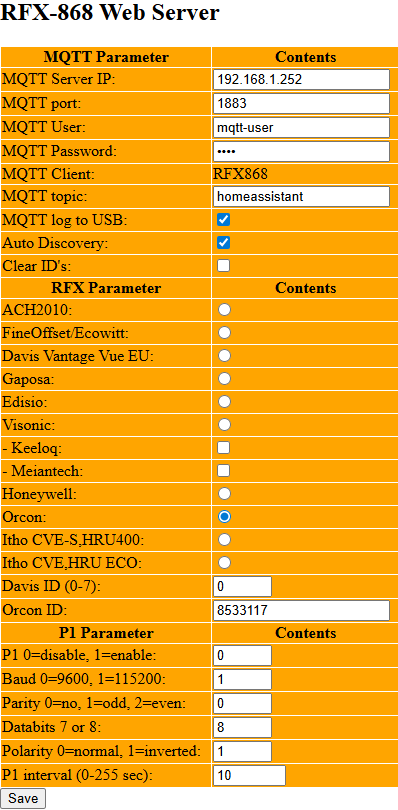 RFX-868 Web Server
MQTT Parameter Contents
MQTT Server IP: 192.168.1.252
MQTT port: 1883
MQTT User: mqtt-user
MQTT Password: ••••
MQTT Client: RFX868
MQTT topic: homeassistant
MQTT log to USB:
Auto Discovery:
Clear ID's:
RFX Parameter Contents
ACH2010:
FineOffset/Ecowitt:
Davis Vantage Vue EU:
Gaposa:
Edisio:
Visonic:
- Keeloq:
- Meiantech:
Honeywell:
Orcon:
Itho CVE-S,HRU400:
Itho CVE,HRU ECO:
Davis ID (0-7): 0
Orcon ID: 8533117
P1 Parameter Contents
P1 0=disable, 1=enable: 0
Baud 0=9600, 1=115200: 1
Parity 0=no, 1=odd, 2=even: 0
Databits 7 or 8: 8
Polarity 0=normal, 1=inverted: 1
P1 interval (0-255 sec): 10
Save